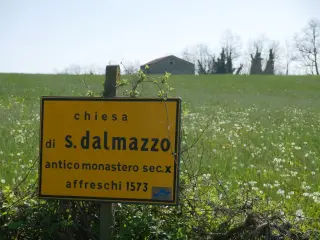 chiesa
di s.dalmazzo
antico monastero sec.x
affreschi 1573